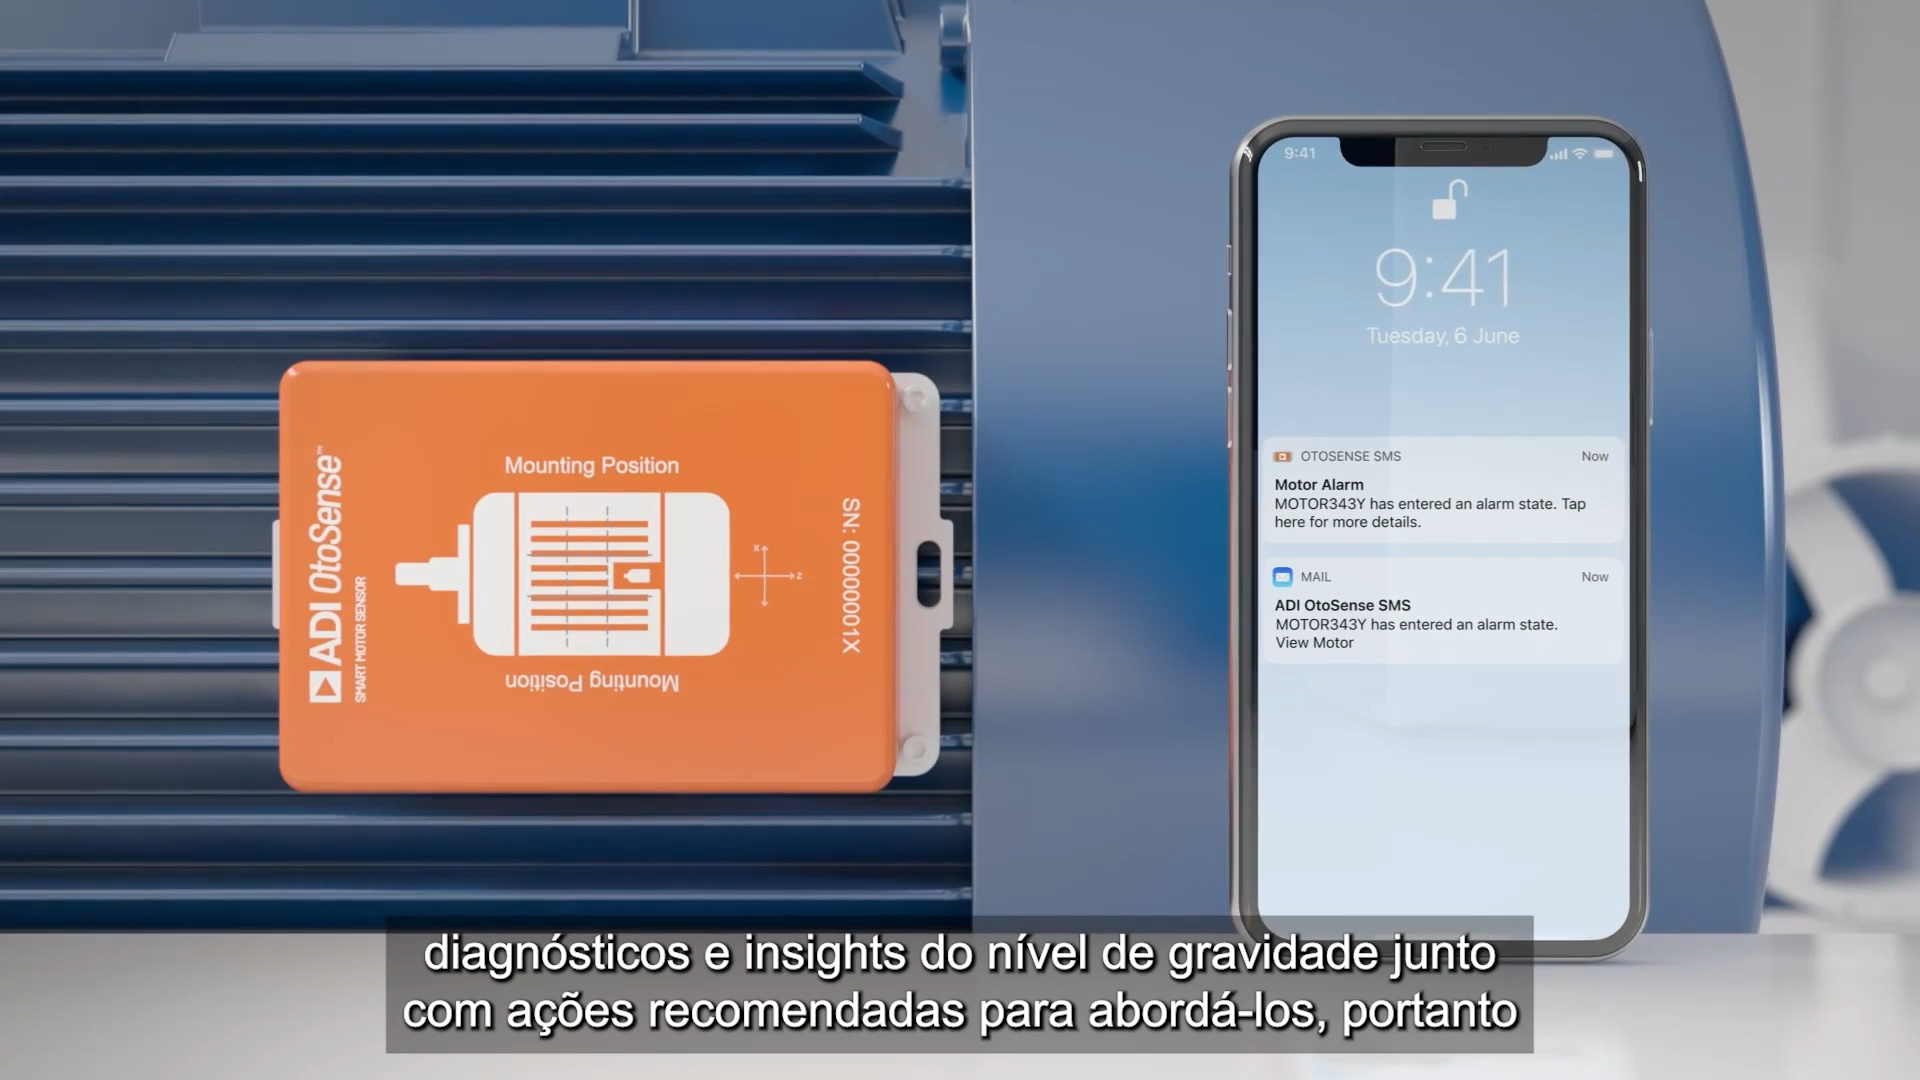 ADI OtoSense™
SMART MOTOR SENSOR
Mounting Position
Mounting Position
x
z
SN: 00000001X
9:41
9:41
Tuesday, 6 June
OTOSENSE SMS
Now
Motor Alarm
MOTOR343Y has entered an alarm state. Tap
here for more details.
MAIL
Now
ADI OtoSense SMS
MOTOR343Y has entered an alarm state.
View Motor
diagnósticos e insights do nível de gravidade junto
com ações recomendadas para abordá-los, portanto